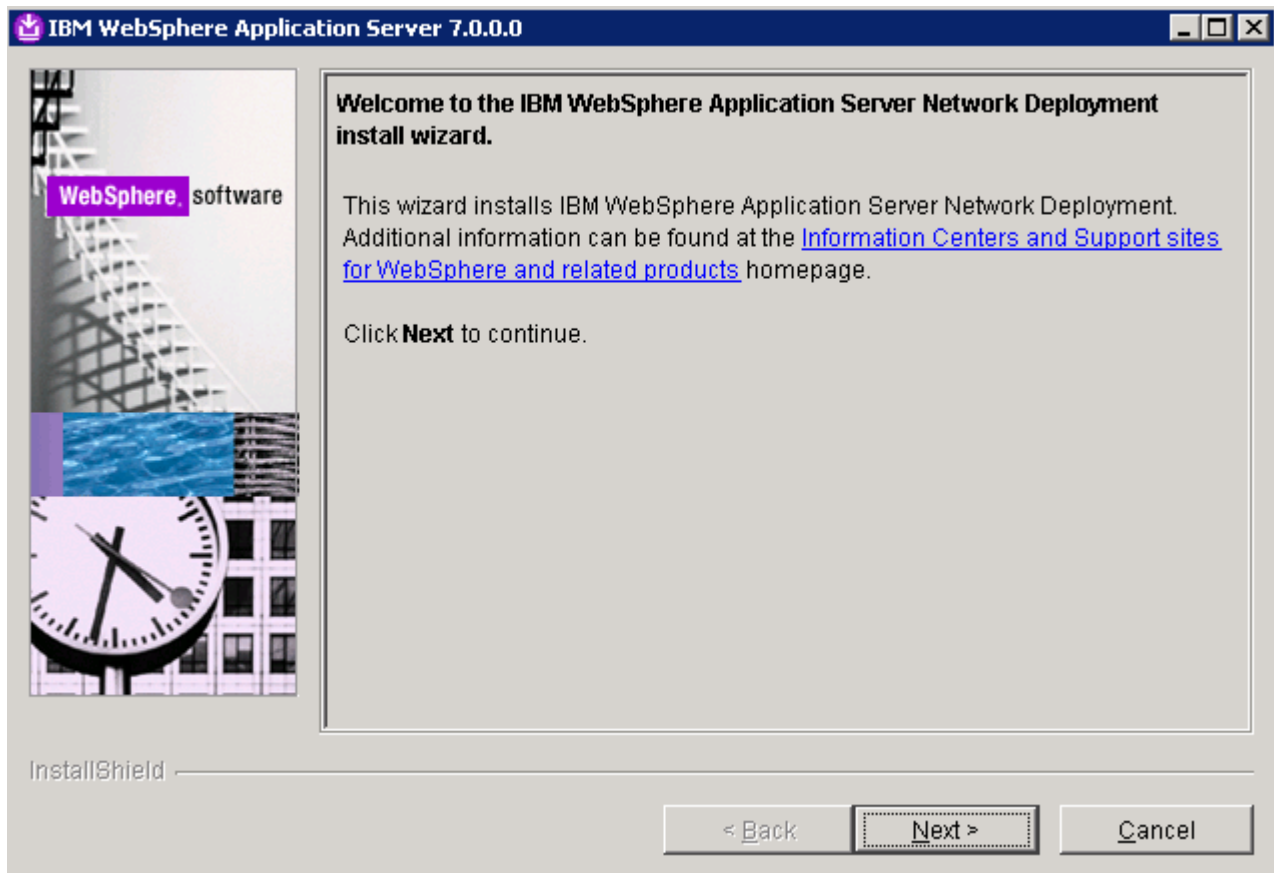 IBM WebSphere Application Server 7.0.0.0
WebSphere. software
Welcome to the IBM WebSphere Application Server Network Deployment
install wizard.
This wizard installs IBM WebSphere Application Server Network Deployment.
Additional information can be found at the Information Centers and Support sites
for WebSphere and related products homepage.
Click Next to continue.
InstallShield
< Back
Next >
Cancel